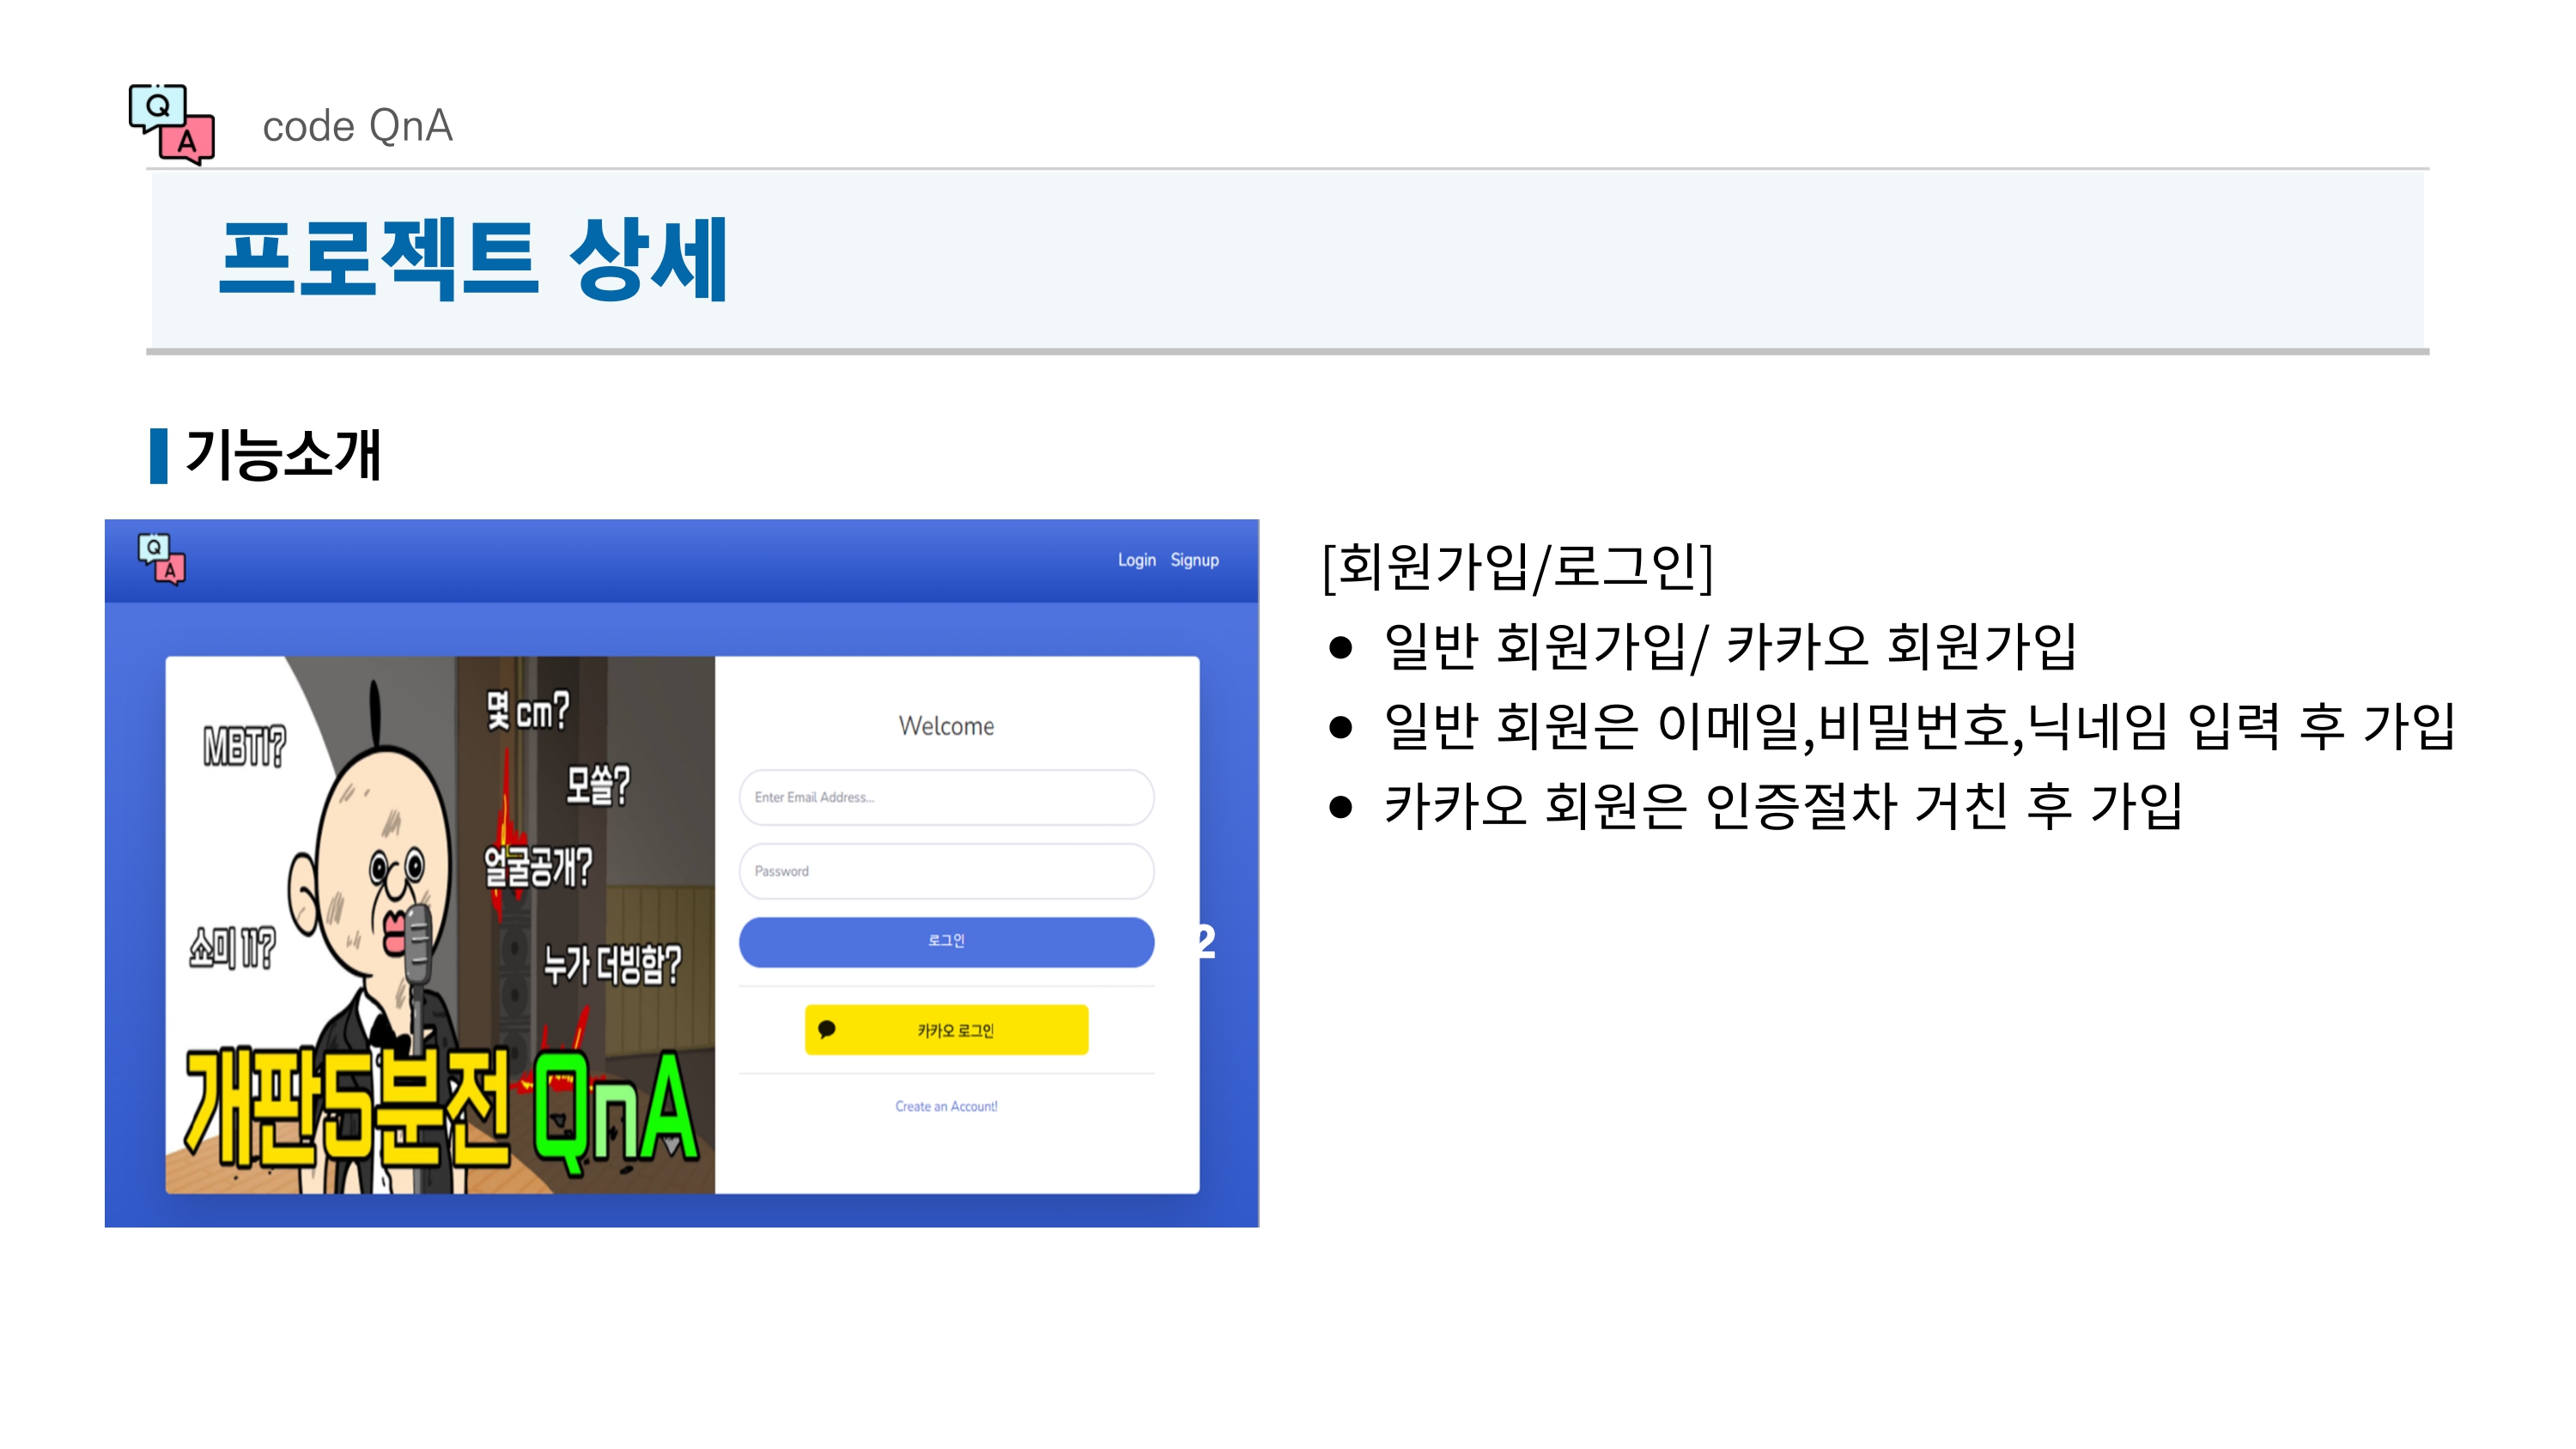 Q
A
code QnA
프로젝트 상세
기능소개
Q
A
Login Signup
MBTI?
몇 cm?
모쏠?
얼굴공개?
쇼미 11?
누가 더빙함?
개판5분전 QnA
Welcome
Enter Email Address...
Password
로그인
2
카카오 로그인
Create an Account!
[회원가입/로그인]
● 일반 회원가입/ 카카오 회원가입
● 일반 회원은 이메일,비밀번호,닉네임 입력 후 가입
● 카카오 회원은 인증절차 거친 후 가입